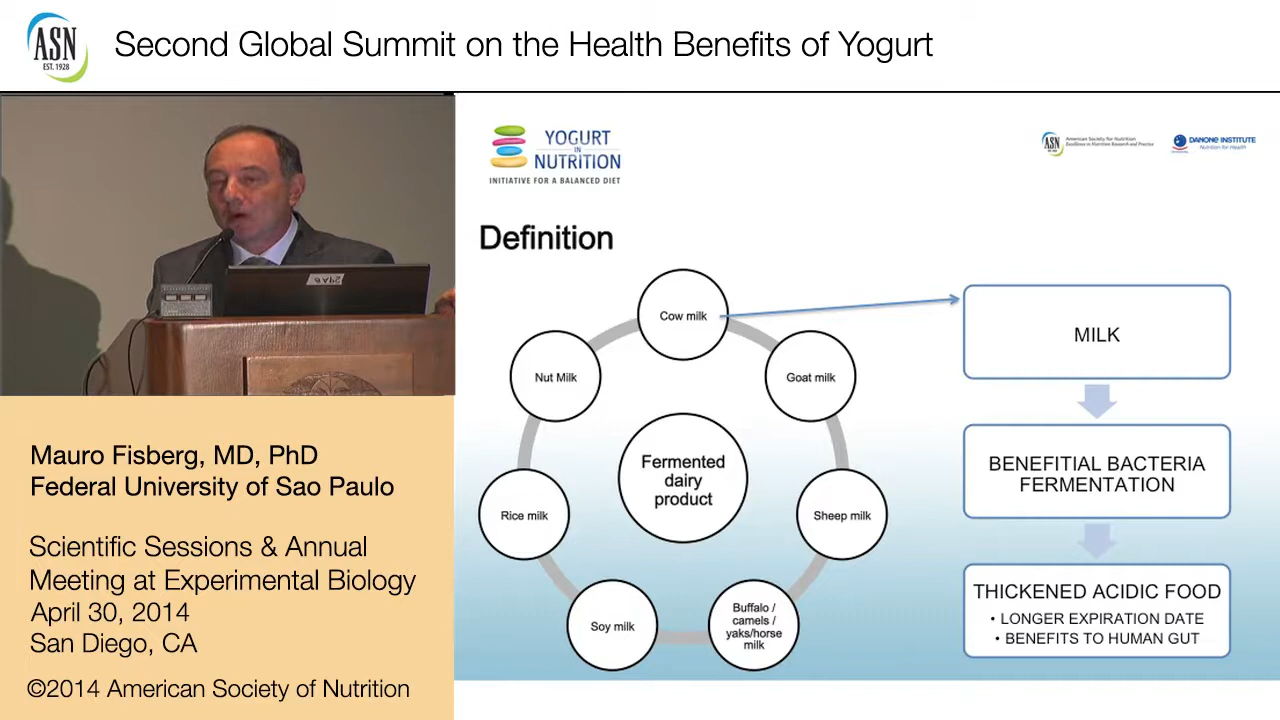 ASN
EST. 1928
Second Global Summit on the Health Benefits of Yogurt
YOGURT
IN
NUTRITION
INITIATIVE FOR A BALANCED DIET
ASN
American Society for Nutrition
Excellence in Nutrition Research and Practice
DANONE INSTITUTE
Nutrition for Health
Definition
Cow milk
Goat milk
Sheep milk
Buffalo /
camels /
yaks/horse
milk
Soy milk
Rice milk
Nut Milk
Fermented
dairy
product
MILK
BENEFITIAL BACTERIA
FERMENTATION
THICKENED ACIDIC FOOD
• LONGER EXPIRATION DATE
• BENEFITS TO HUMAN GUT
Mauro Fisberg, MD, PhD
Federal University of Sao Paulo
Scientific Sessions & Annual
Meeting at Experimental Biology
April 30, 2014
San Diego, CA
©2014 American Society of Nutrition